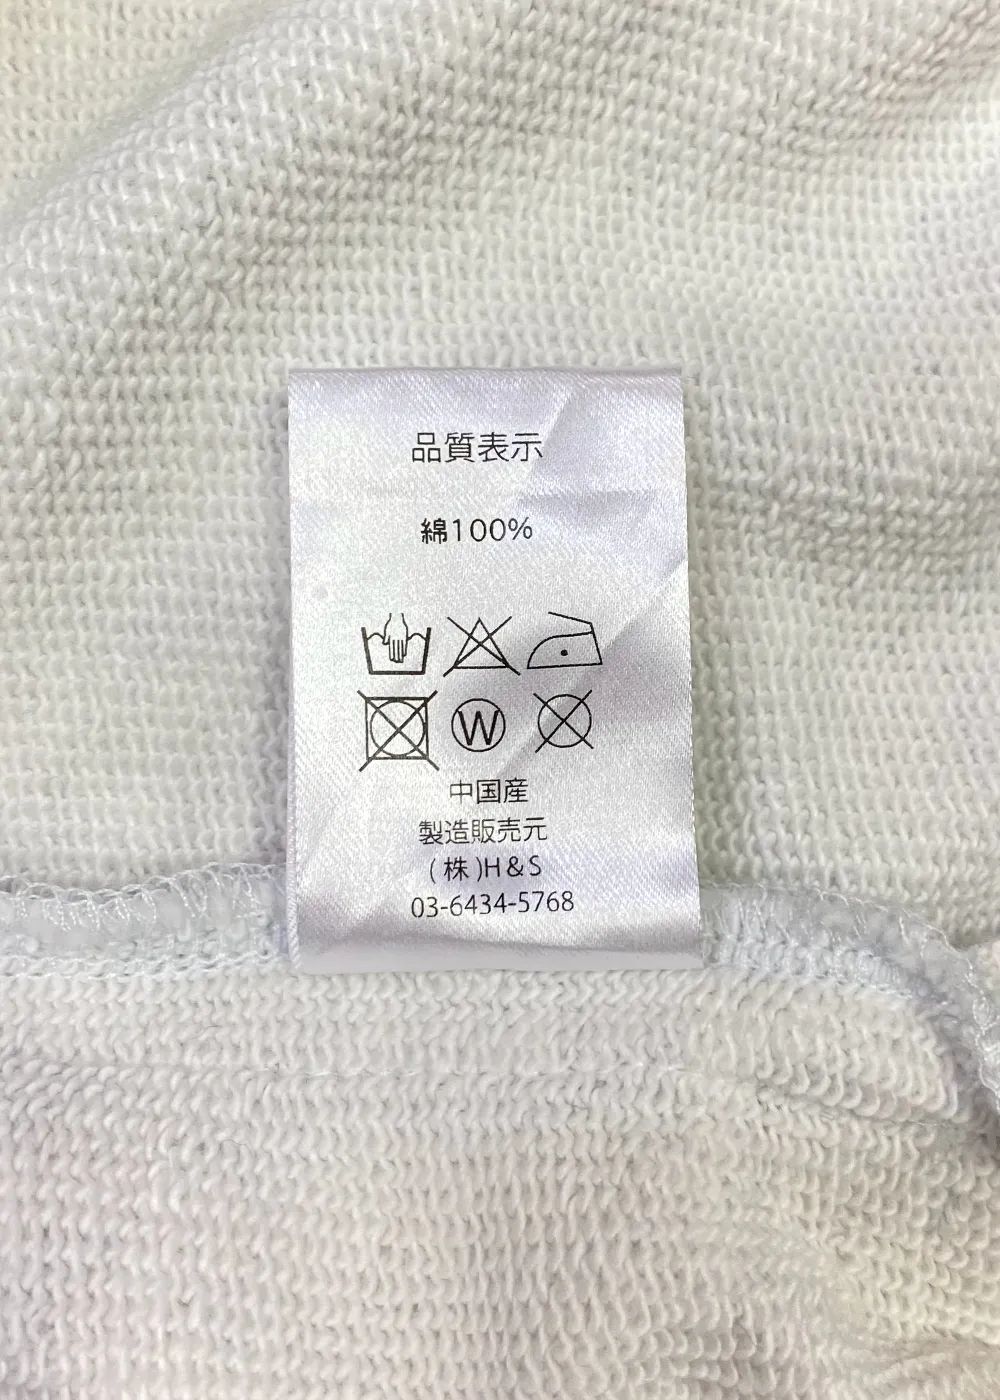 品質表示
綿100%
W
中国産
製造販売元
(株)H&S
03-6434-5768